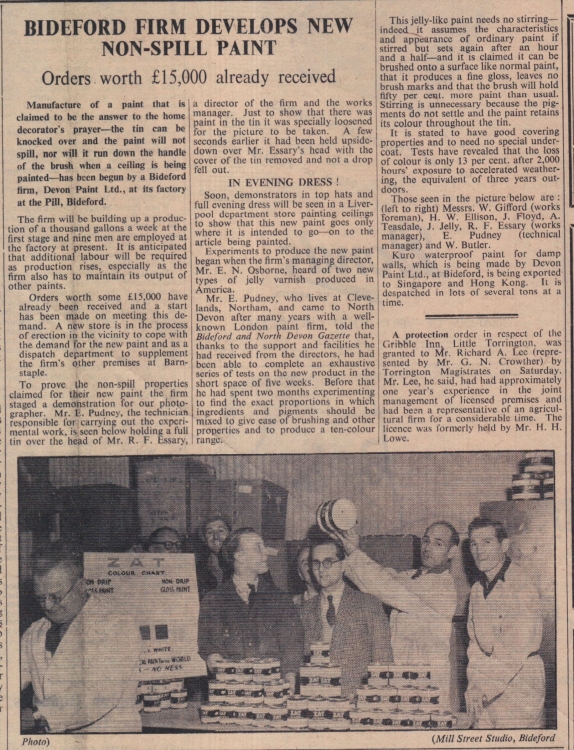 BIDEFORD FIRM DEVELOPS NEW
NON-SPILL PAINT
Orders worth £15,000 already received
Manufacture of a paint that is
claimed to be the answer to the home
decorator's prayer—the tin can be
knocked over and the paint will not
spill, nor will it run down the handle
of the brush when a ceiling is being
painted—has been begun by a Bideford
firm, Devon Paint Ltd., at its factory
at the Pill, Bideford.
The firm will be building up a produc-
tion of a thousand gallons a week at the
first stage and nine men are employed at
the factory at present. It is anticipated
that additional labour will be required
as production rises, especially as the
firm also has to maintain its output of
other paints.
Orders worth some £15,000 have
already been received and a start
has been made on meeting this de-
mand. A new store is in the process
of erection in the vicinity to cope with
the demand for the new paint and as a
dispatch department to supplement
the firm's other premises at Barn-
staple.
To prove the non-spill properties
claimed for their new paint the firm
staged a demonstration for our photo-
grapher. Mr. E. Pudney, the technician
responsible for carrying out the experi-
mental work, is seen below holding a full
tin over the head of Mr. R. F. Essary,
a director of the firm and the works
manager. Just to show that there was
paint in the tin it was specially loosened
for the picture to be taken. A few
seconds earlier it had been held upside-
down over Mr. Essary's head with the
cover of the tin removed and not a drop
fell out.
IN EVENING DRESS !
Soon, demonstrators in top hats and
full evening dress will be seen in a Liver-
pool department store painting ceilings
to show that this new paint goes only
where it is intended to go—on to the
article being painted.
Experiments to produce the new paint
began when the firm's managing director,
Mr. E. N. Osborne, heard of two new
types of jelly varnish produced in
America.
Mr. E. Pudney, who lives at Cleve-
lands, Northam, and came to North
Devon after many years with a well-
known London paint firm, told the
Bideford and North Devon Gazette that,
thanks to the support and facilities he
had received from the directors, he had
been able to complete an exhaustive
series of tests on the new product in the
short space of five weeks. Before that
he had spent two months experimenting
to find the exact proportions in which
ingredients and pigments should be
mixed to give ease of brushing and other
properties and to produce a ten-colour
range.
This jelly-like paint needs no stirring—
indeed it assumes the characteristics
and appearance of ordinary paint if
stirred but sets again after an hour
and a half—and it is claimed it can be
brushed onto a surface like normal paint,
that it produces a fine gloss, leaves no
brush marks and that the brush will hold
fifty per cent. more paint than usual.
Stirring is unnecessary because the pig-
ments do not settle and the paint retains
its colour throughout the tin.
It is stated to have good covering
properties and to need no special under-
coat. Tests have revealed that the loss
of colour is only 13 per cent. after 2,000
hours' exposure to accelerated weather-
ing, the equivalent of three years out-
doors.
Those seen in the picture below are :
(left to right) Messrs. W. Gifford (works
foreman), H. W. Ellison, J. Floyd, A.
Teasdale, J. Jelly, R. F. Essary (works
manager), E. Pudney (technical
manager) and W. Butler.
Kuro waterproof paint for damp
walls, which is being made by Devon
Paint Ltd., at Bideford, is being exported
to Singapore and Hong Kong. It is
despatched in lots of several tons at a
time.
A protection order in respect of the
Gribble Inn, Little Torrington, was
granted to Mr. Richard A. Lee (repre-
sented by Mr. G. N. Crowther) by
Torrington Magistrates on Saturday.
Mr. Lee, he said, had had approximately
one year's experience in the joint
management of licensed premises and
had been a representative of an agricul-
tural firm for a considerable time. The
licence was formerly held by Mr. H. H.
Lowe.
COLOUR CHART
NON-DRIP
GLOSS PAINT
WHITE
WORLD
NO MESS
Photo)
(Mill Street Studio, Bideford